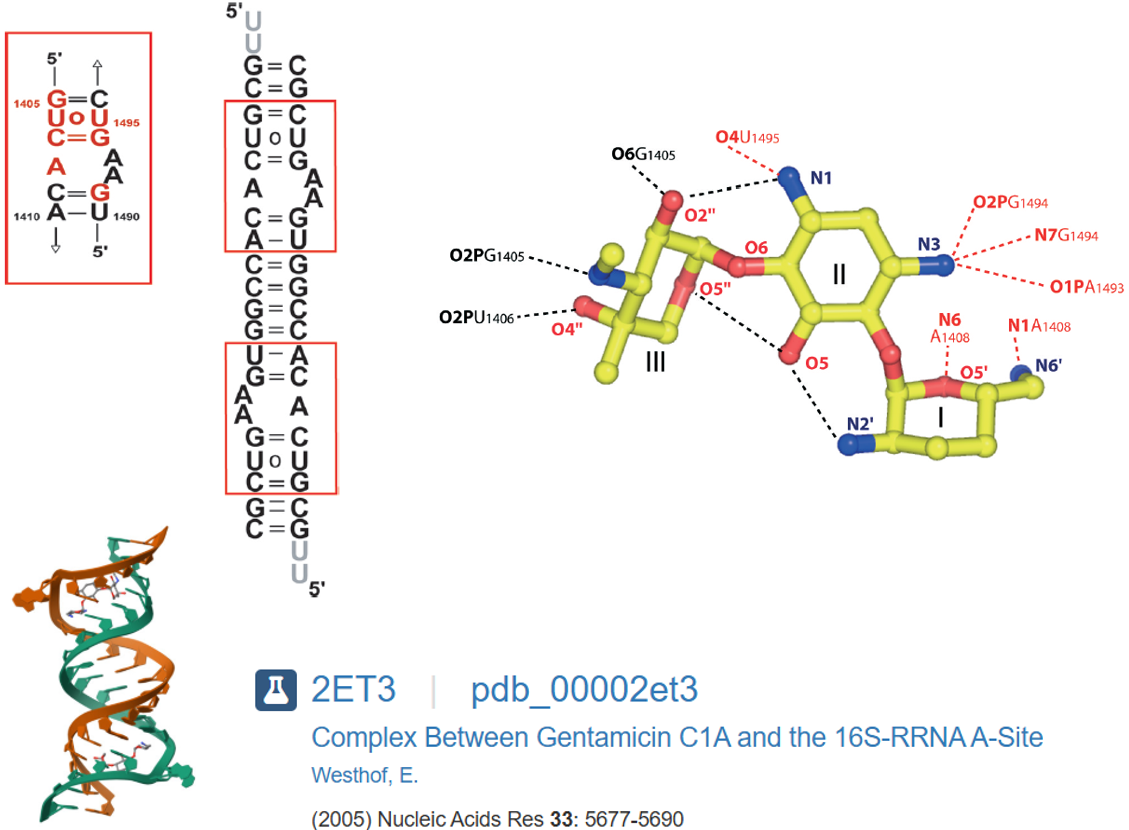 5'
1405 G=C
U o U 1495
C=G
A A
A
C=G
1410 A–U 1490
5'
5'
U
U
G=C
C=G
G=C
U o U
C=G
A A
A
C=G
A–U
C=G
C=G
G=C
G=C
U–A
G C
A A
A
G=C
U o U
C=G
G=C
C=G
U
U
5'
O4U1495
O6G1405
N1
O2"
O2PG1494
N7G1494
O1PA1493
N3
O6
II
O2PG1405
O5"
O2PU1406
O4"
III
O5
N6
A1408
N1A1408
O5'
N6'
I
N2'
2ET3 | pdb_00002et3
Complex Between Gentamicin C1A and the 16S-RRNA A-Site
Westhof, E.
(2005) Nucleic Acids Res 33: 5677-5690